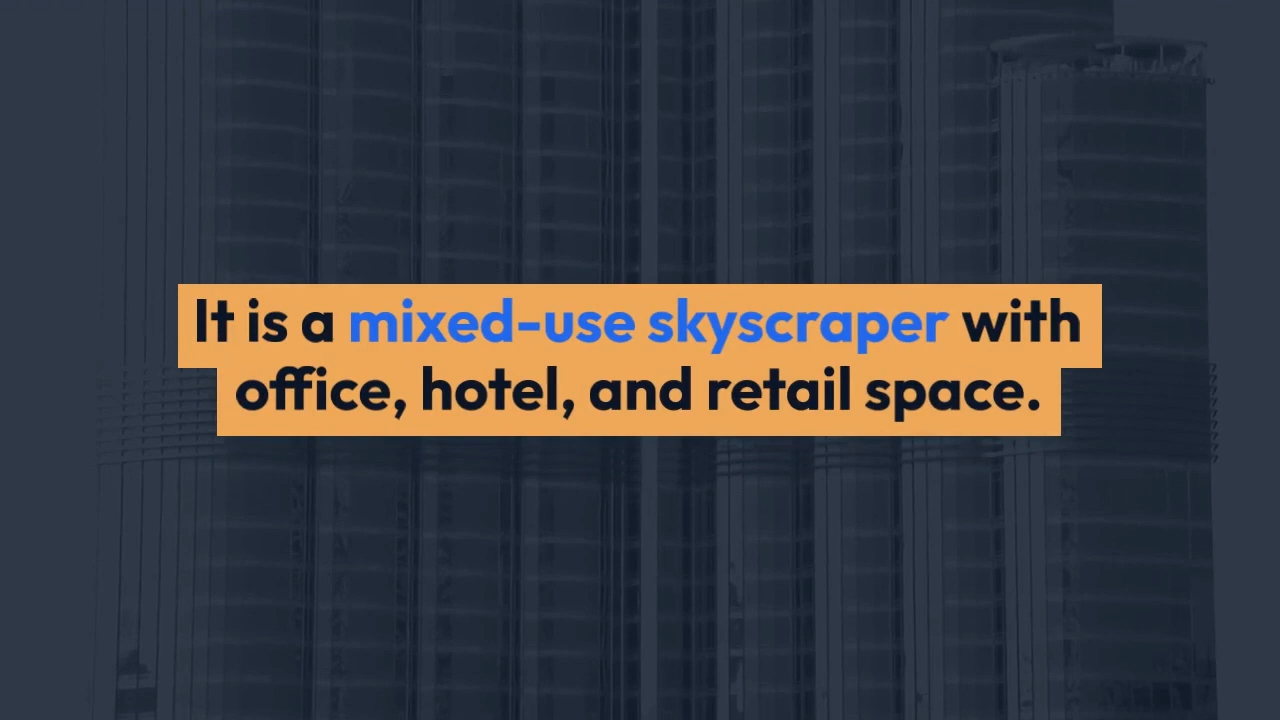 It is a mixed-use skyscraper with
office, hotel, and retail space.